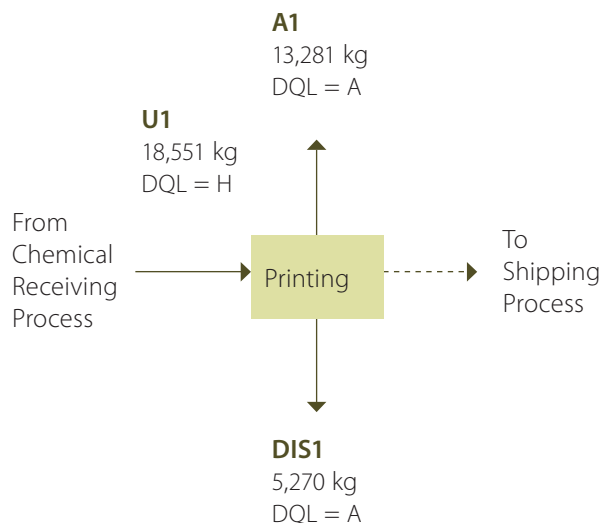 A1
13,281 kg
DQL = A
U1
18,551 kg
DQL = H
From
Chemical
Receiving
Process
Printing
To
Shipping
Process
DIS1
5,270 kg
DQL = A